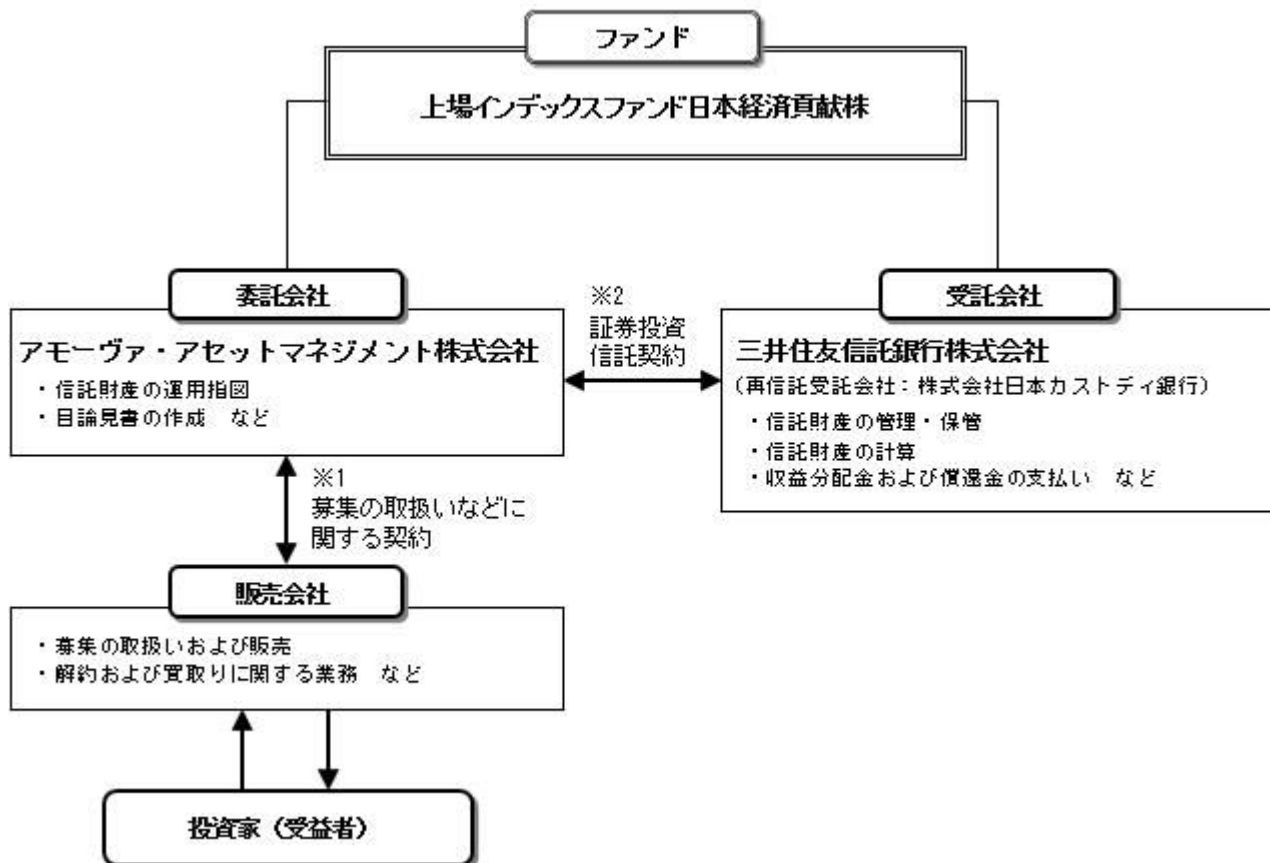 ファンド
上場インデックスファンド日本経済貢献株
委託会社
アモーヴァ・アセットマネジメント株式会社
・信託財産の運用指図
・目論見書の作成 など
※2
証券投資
信託契約
受託会社
三井住友信託銀行株式会社
(再信託受託会社:株式会社日本カストディ銀行)
・信託財産の管理・保管
・信託財産の計算
・収益分配金および償還金の支払い など
※1
募集の取扱いなどに
関する契約
販売会社
・募集の取扱いおよび販売
・解約および買取りに関する業務 など
投資家(受益者)